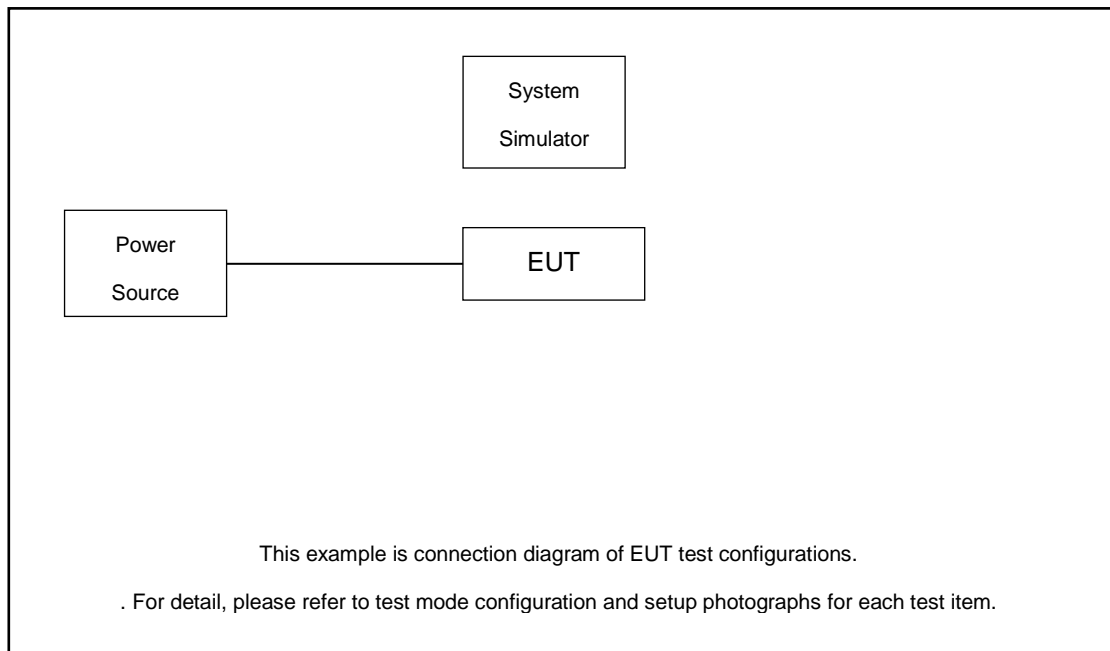 System
Simulator
Power
Source
EUT
This example is connection diagram of EUT test configurations.
. For detail, please refer to test mode configuration and setup photographs for each test item.